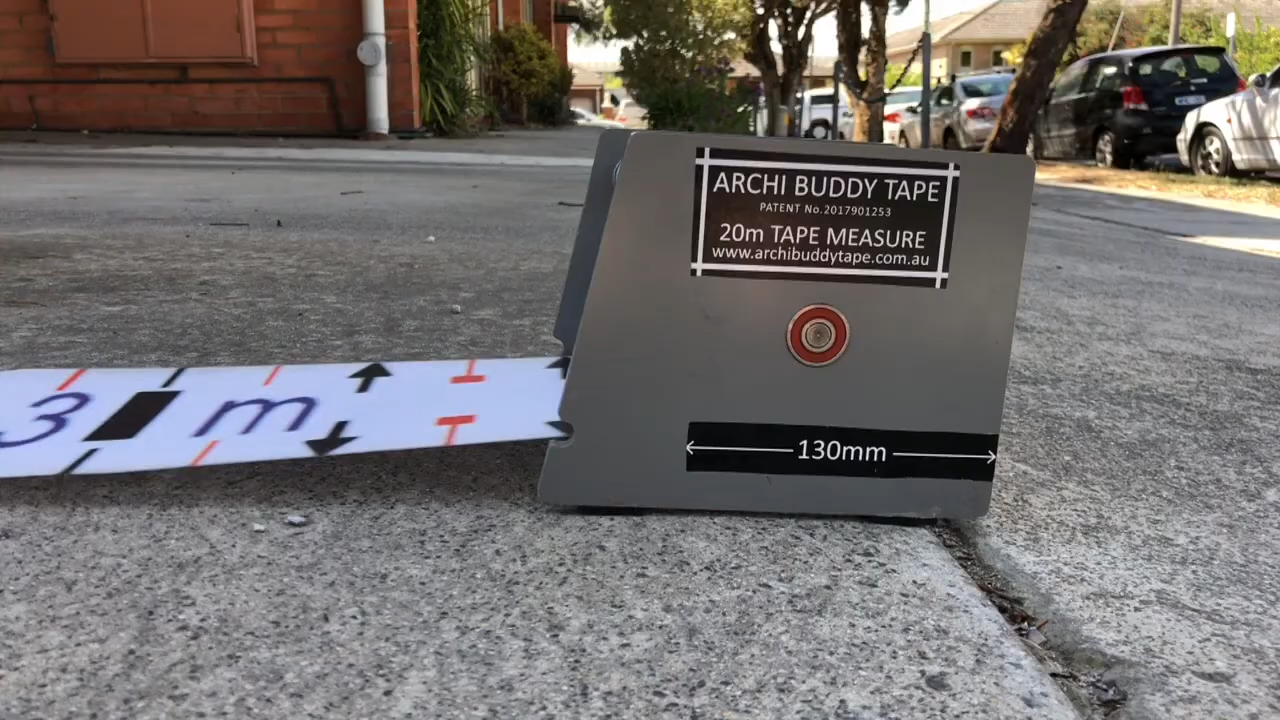 ARCHI BUDDY TAPE
PATENT No.2017901253
20m TAPE MEASURE
www.archibuddytape.com.au
3 m
130mm